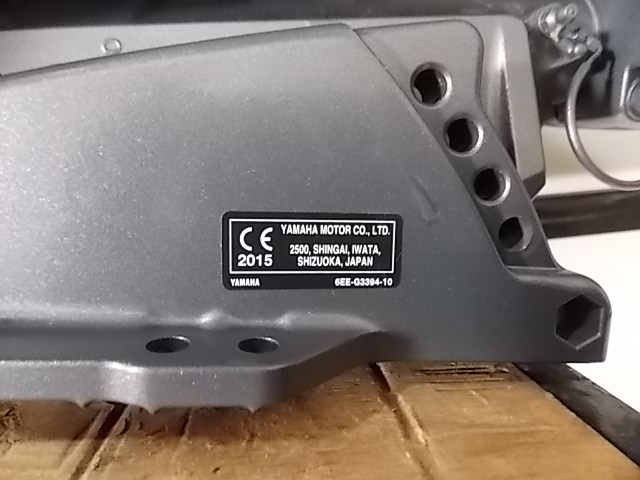 CE
2015
YAMAHA MOTOR CO., LTD.
2500, SHINGAI, IWATA,
SHIZUOKA, JAPAN
YAMAHA
6EE-G3394-10